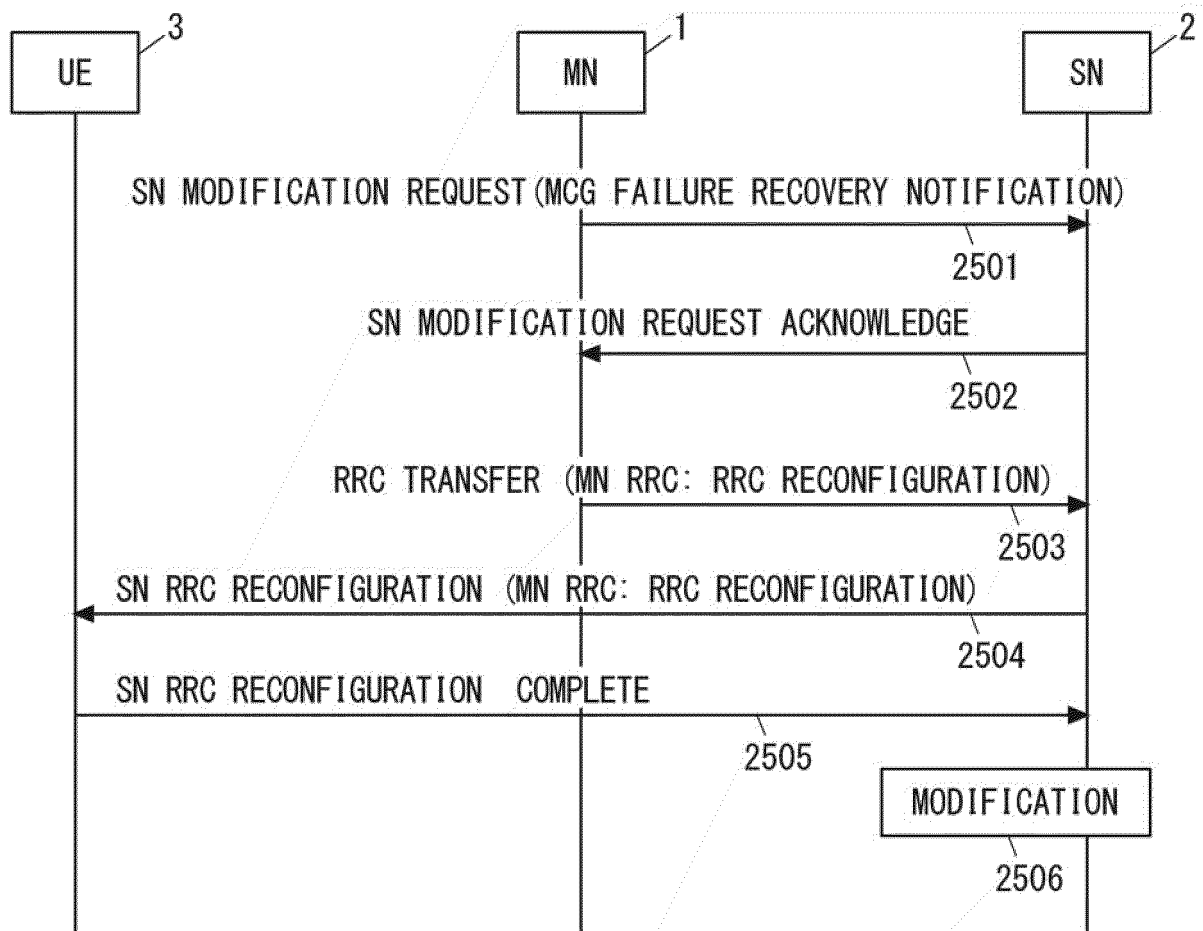 3
1
2
UE
MN
SN
SN MODIFICATION REQUEST(MCG FAILURE RECOVERY NOTIFICATION)
2501
SN MODIFICATION REQUEST ACKNOWLEDGE
2502
RRC TRANSFER (MN RRC: RRC RECONFIGURATION)
2503
SN RRC RECONFIGURATION (MN RRC: RRC RECONFIGURATION)
2504
SN RRC RECONFIGURATION COMPLETE
2505
MODIFICATION
2506